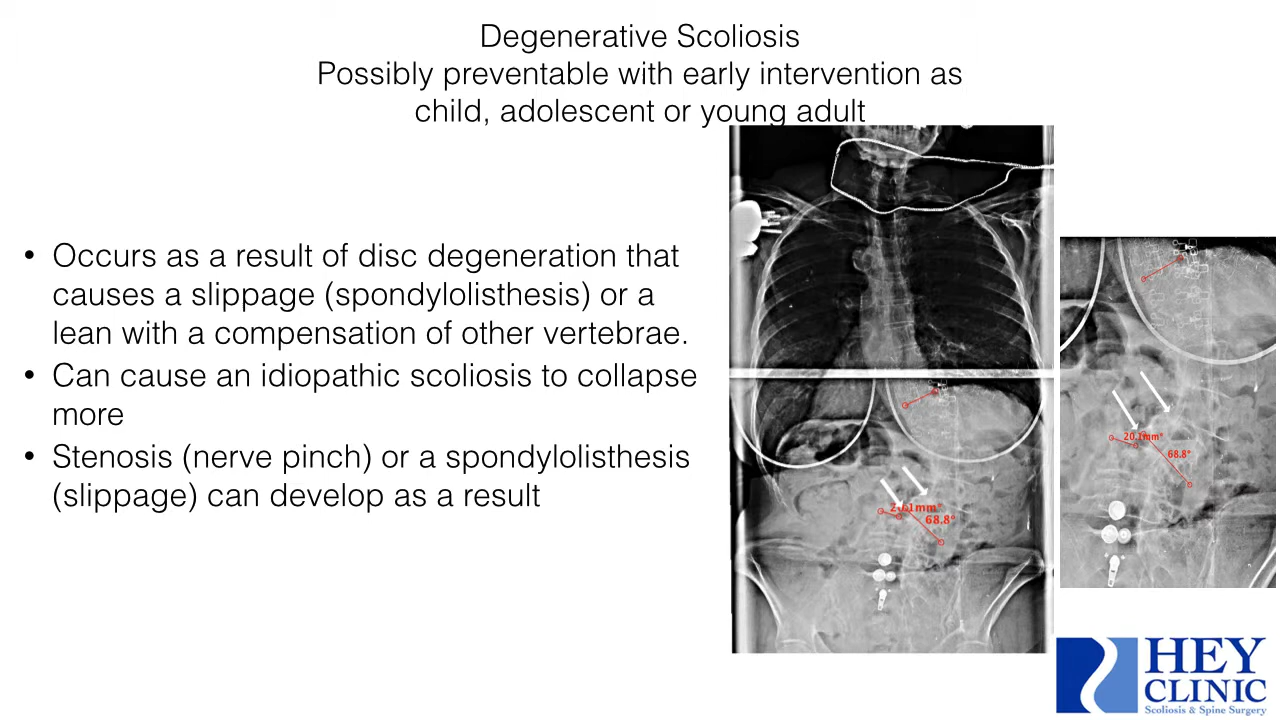 Degenerative Scoliosis
Possibly preventable with early intervention as
child, adolescent or young adult
• Occurs as a result of disc degeneration that
causes a slippage (spondylolisthesis) or a
lean with a compensation of other vertebrae.
• Can cause an idiopathic scoliosis to collapse
more
• Stenosis (nerve pinch) or a spondylolisthesis
(slippage) can develop as a result
68.8°
20.1mm*
68.8°
HEY
CLINIC
Scoliosis & Spine Surgery